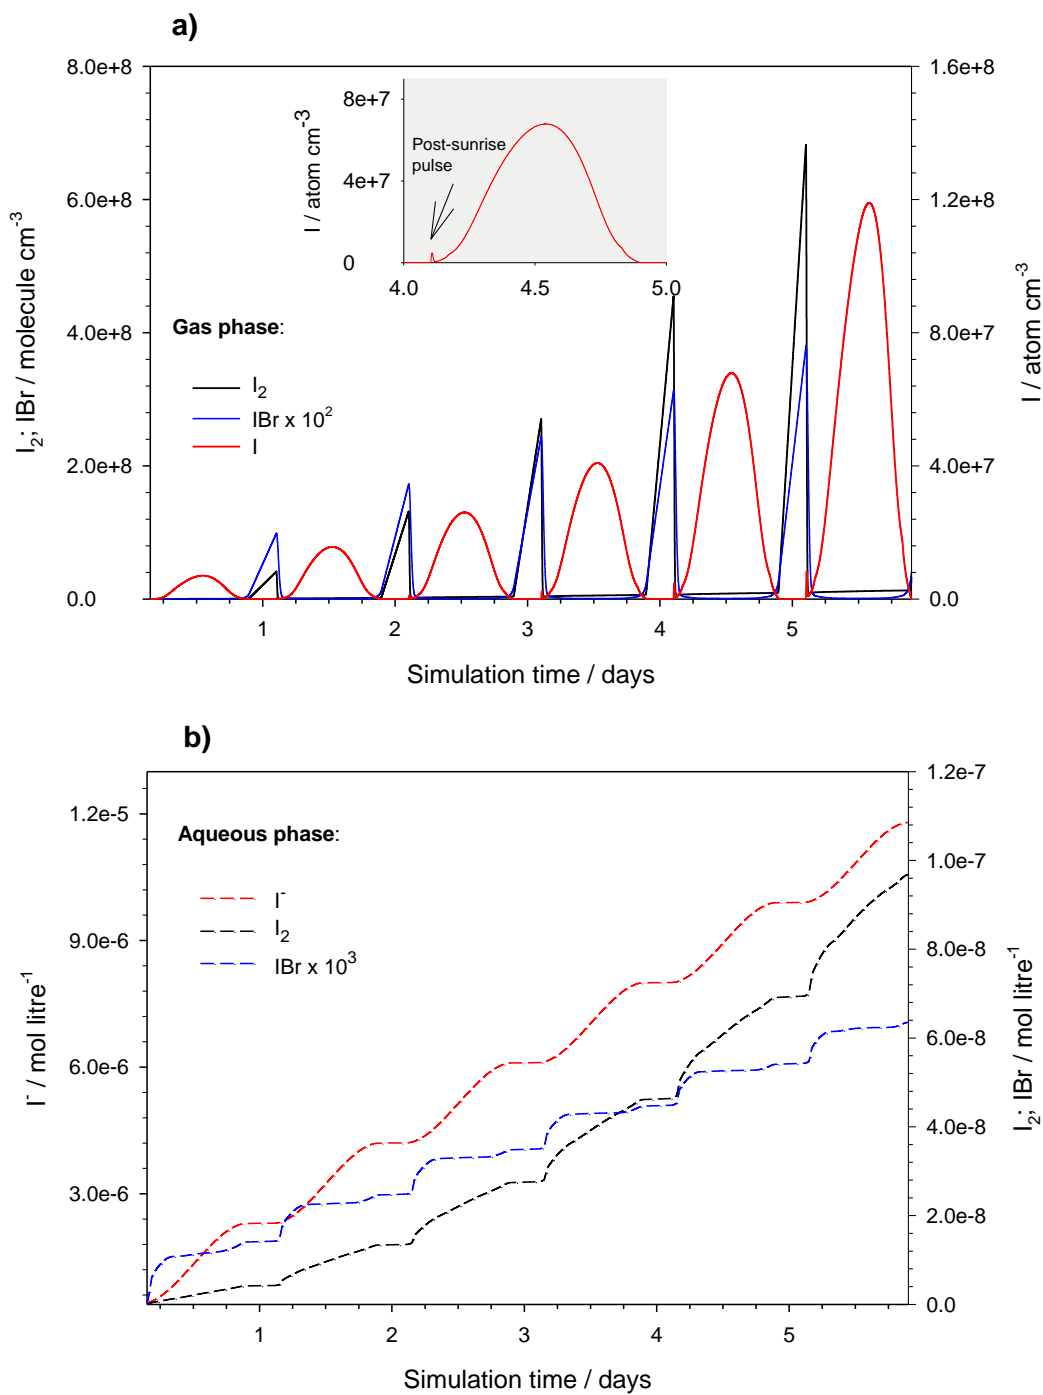 a)
8.0e+8
6.0e+8
4.0e+8
2.0e+8
0.0
I2; IBr / molecule cm-3
1.6e+8
1.2e+8
8.0e+7
4.0e+7
0.0
I / atom cm-3
8e+7
4e+7
0
I / atom cm-3
Post-sunrise
pulse
4.0 4.5 5.0
Gas phase:
I2
IBr x 10^2
I
1 2 3 4 5
Simulation time / days
b)
1.2e-5
9.0e-6
6.0e-6
3.0e-6
I- / mol litre-1
1.2e-7
1.0e-7
8.0e-8
6.0e-8
4.0e-8
2.0e-8
0.0
I2; IBr / mol litre-1
Aqueous phase:
I-
I2
IBr x 10^3
1 2 3 4 5
Simulation time / days